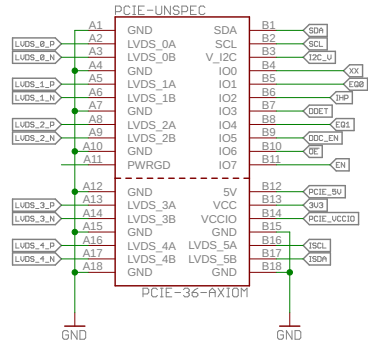 PCIE-UNSPEC
A1 GND SDA B1 SDA
LVDS_0_P A2 LVDS_0A SCL B2 SCL
LVDS_0_N A3 LVDS_0B V_I2C B3 I2C_V
A4 GND IO0 B4 XX
LVDS_1_P A5 LVDS_1A IO1 B5 EQ0
LVDS_1_N A6 LVDS_1B IO2 B6 IHP
A7 GND IO3 B7 DDET
LVDS_2_P A8 LVDS_2A IO4 B8 EQ1
LVDS_2_N A9 LVDS_2B IO5 B9 DDC_EN
A10 GND IO6 B10 OE
A11 PWRGD IO7 B11 EN
A12 GND 5V B12 PCIE_5V
LVDS_3_P A13 LVDS_3A VCC B13 3V3
LVDS_3_N A14 LVDS_3B VCCIO B14 PCIE_VCCIO
A15 GND GND B15
LVDS_4_P A16 LVDS_4A LVDS_5A B16 ISCL
LVDS_4_N A17 LVDS_4B LVDS_5B B17 ISDA
A18 GND GND B18
PCIE-36-AXIOM
GND GND